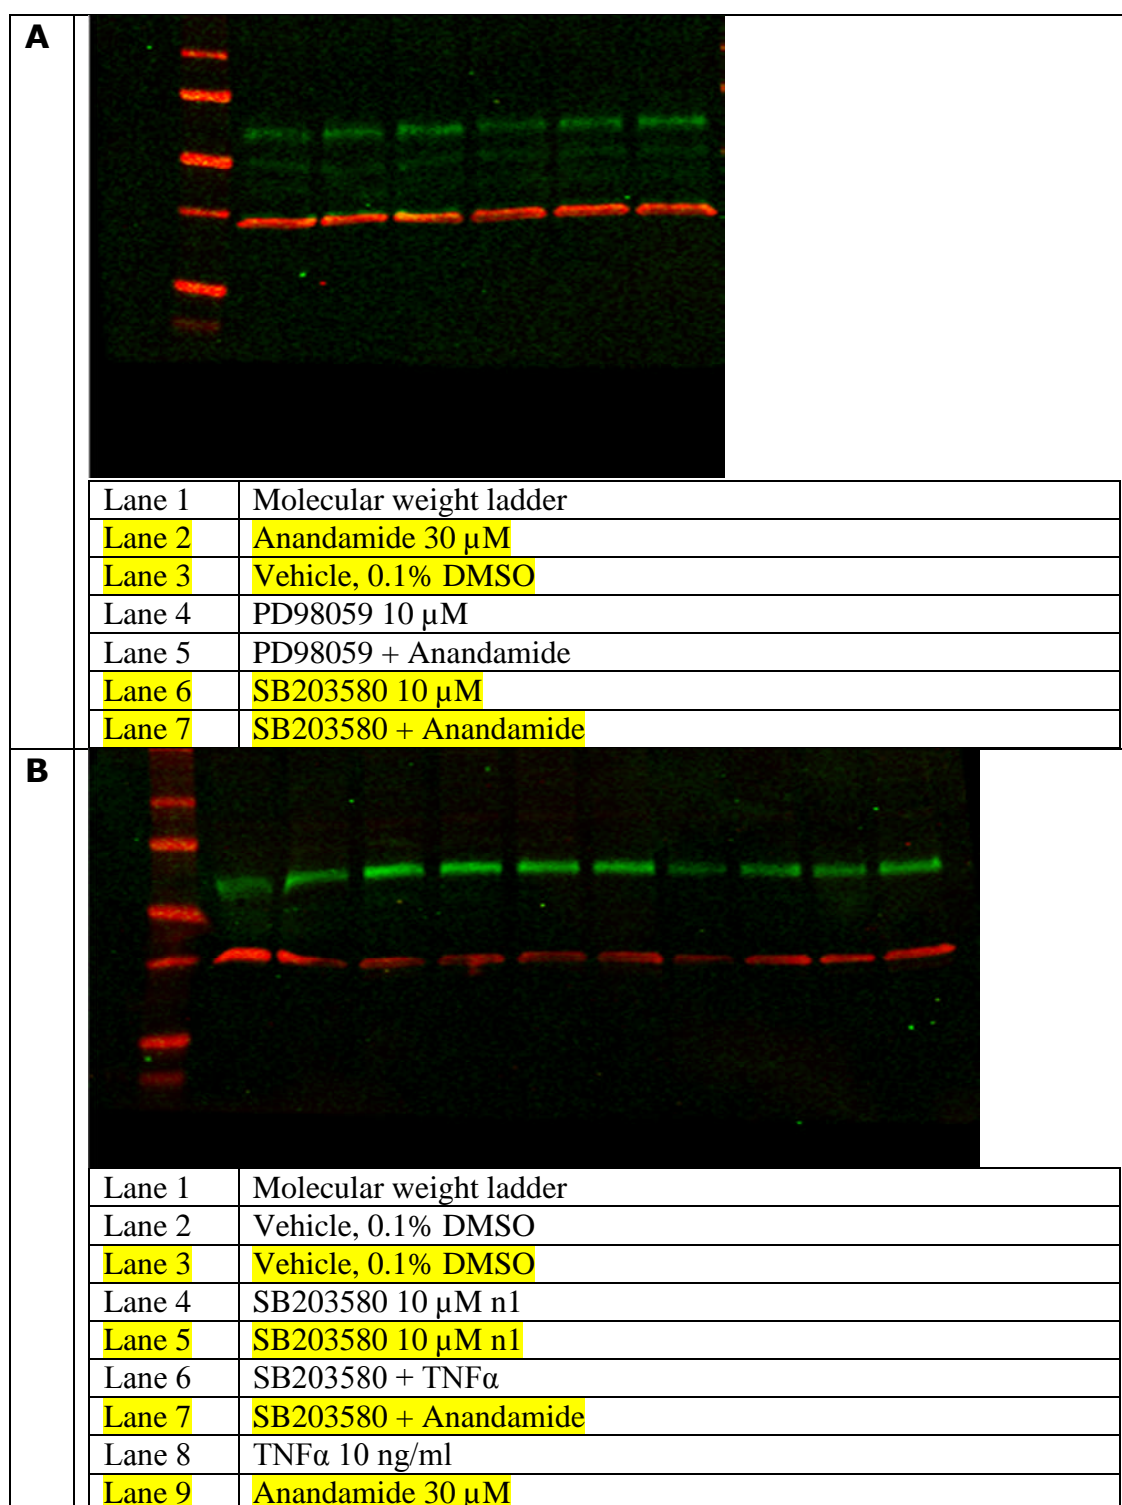 A
Lane 1 Molecular weight ladder
Lane 2 Anandamide 30 µM
Lane 3 Vehicle, 0.1% DMSO
Lane 4 PD98059 10 µM
Lane 5 PD98059 + Anandamide
Lane 6 SB203580 10 µM
Lane 7 SB203580 + Anandamide
B
Lane 1 Molecular weight ladder
Lane 2 Vehicle, 0.1% DMSO
Lane 3 Vehicle, 0.1% DMSO
Lane 4 SB203580 10 µM n1
Lane 5 SB203580 10 µM n1
Lane 6 SB203580 + TNFα
Lane 7 SB203580 + Anandamide
Lane 8 TNFα 10 ng/ml
Lane 9 Anandamide 30 µM